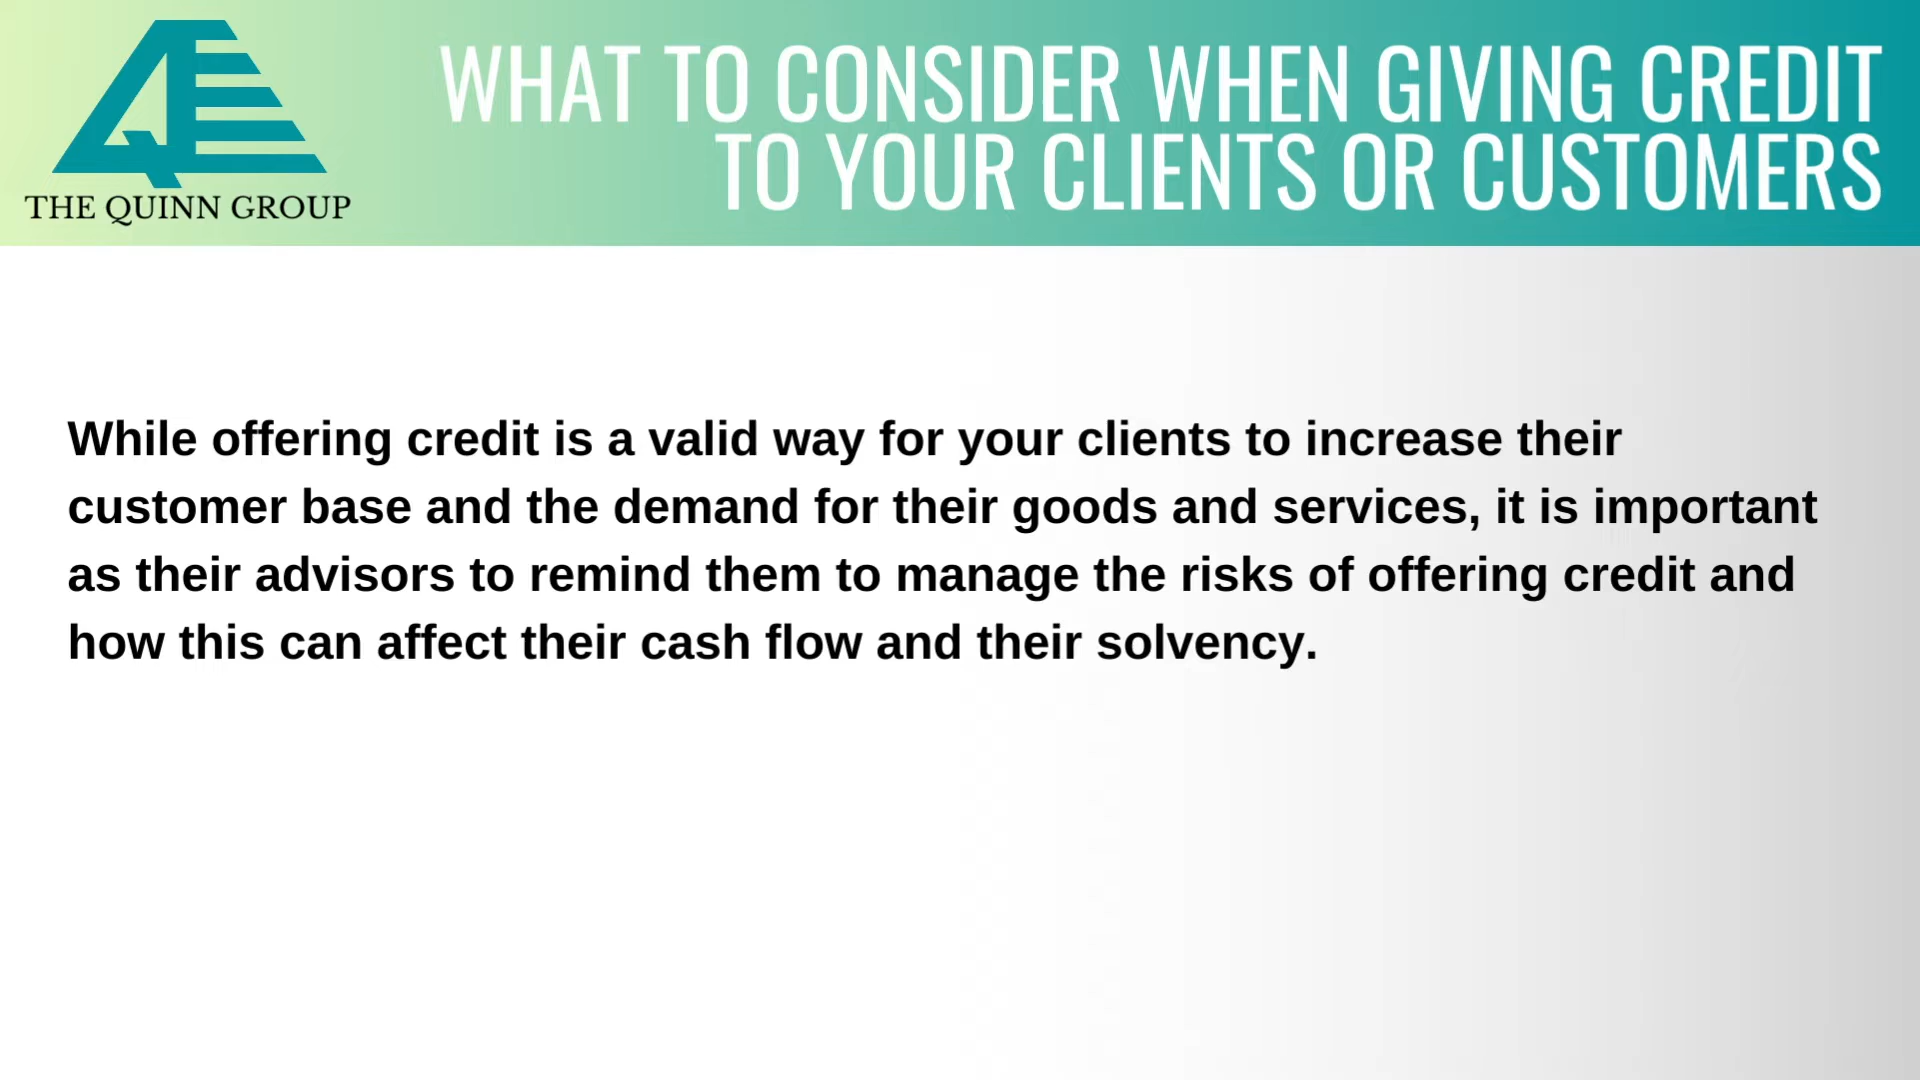 THE QUINN GROUP
WHAT TO CONSIDER WHEN GIVING CREDIT
TO YOUR CLIENTS OR CUSTOMERS
While offering credit is a valid way for your clients to increase their
customer base and the demand for their goods and services, it is important
as their advisors to remind them to manage the risks of offering credit and
how this can affect their cash flow and their solvency.